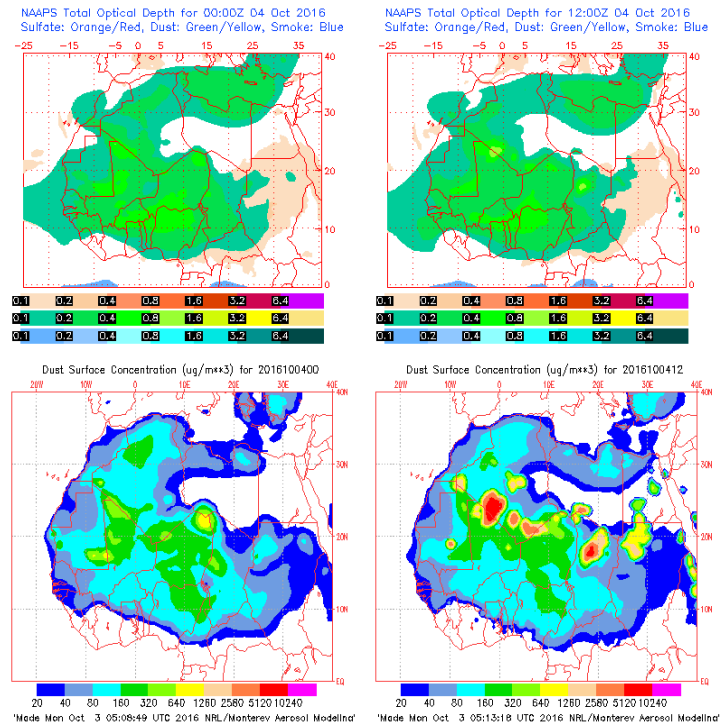 NAAPS Total Optical Depth for 00:00Z 04 Oct 2016
Sulfate: Orange/Red, Dust: Green/Yellow, Smoke: Blue
-25 -15 -5 5 15 25 35
40
30
20
10
0
0.1 0.2 0.4 0.8 1.6 3.2 6.4
0.1 0.2 0.4 0.8 1.6 3.2 6.4
0.1 0.2 0.4 0.8 1.6 3.2 6.4
NAAPS Total Optical Depth for 12:00Z 04 Oct 2016
Sulfate: Orange/Red, Dust: Green/Yellow, Smoke: Blue
-25 -15 -5 5 15 25 35
40
30
20
10
0
0.1 0.2 0.4 0.8 1.6 3.2 6.4
0.1 0.2 0.4 0.8 1.6 3.2 6.4
0.1 0.2 0.4 0.8 1.6 3.2 6.4
Dust Surface Concentration (ug/m**3) for 2016100400
20W 10W 0 10E 20E 30E 40E
40N
30N
20N
10N
EQ
20 40 80 160 320 640 1280 2580 5120 10240
'Made Mon Oct 3 05:08:49 UTC 2016 NRL/Monterey Aerosol Modeling'
Dust Surface Concentration (ug/m**3) for 2016100412
20W 10W 0 10E 20E 30E 40E
40N
30N
20N
10N
EQ
20 40 80 160 320 640 1280 2580 5120 10240
'Made Mon Oct 3 05:13:18 UTC 2016 NRL/Monterey Aerosol Modeling'